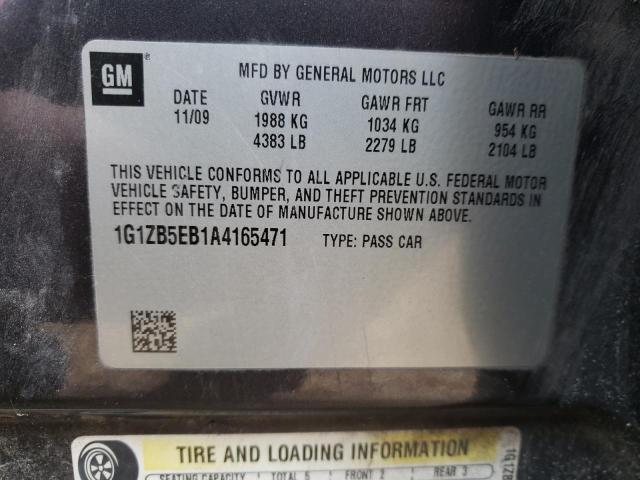 GM
MFD BY GENERAL MOTORS LLC
DATE GVWR GAWR FRT GAWR RR
11/09 1988 KG 1034 KG 954 KG
4383 LB 2279 LB 2104 LB
THIS VEHICLE CONFORMS TO ALL APPLICABLE U.S. FEDERAL MOTOR
VEHICLE SAFETY, BUMPER, AND THEFT PREVENTION STANDARDS IN
EFFECT ON THE DATE OF MANUFACTURE SHOWN ABOVE.
1G1ZB5EB1A4165471 TYPE: PASS CAR
TIRE AND LOADING INFORMATION
SEATING CAPACITY TOTAL 5 FRONT 2 REAR 3
1G1ZB